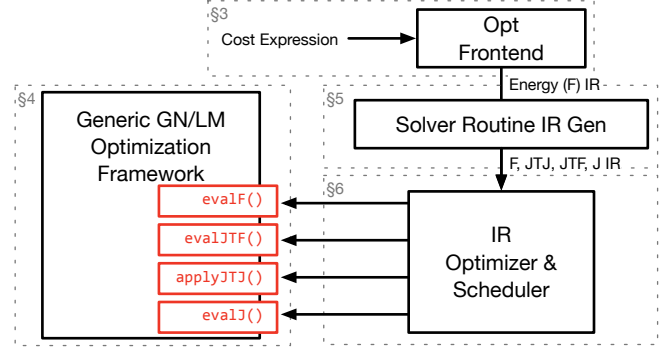 §3
Cost Expression
Opt
Frontend
Energy (F) IR
§4
Generic GN/LM
Optimization
Framework
evalF()
evalJTF()
applyJTJ()
evalJ()
§5
Solver Routine IR Gen
F, JTJ, JTF, J IR
§6
IR
Optimizer &
Scheduler